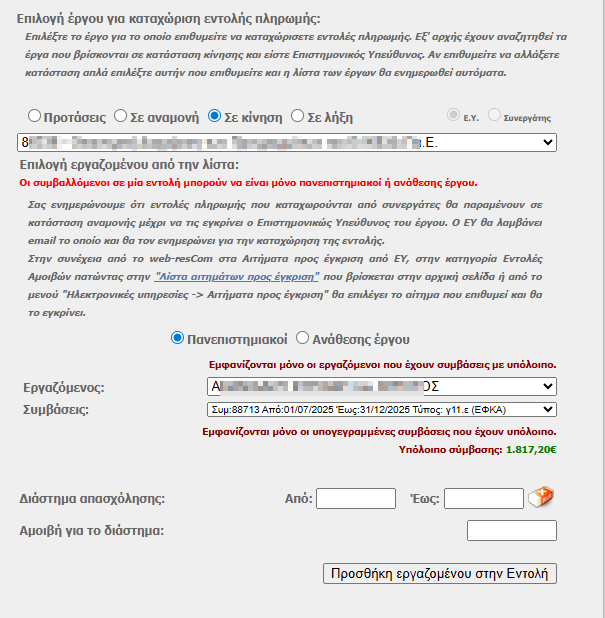 Επιλογή έργου για καταχώριση εντολής πληρωμής:
Επιλέξτε το έργο για το οποίο επιθυμείτε να καταχωρίσετε εντολές πληρωμής. Εξ' αρχής έχουν αναζητηθεί τα
έργα που βρίσκονται σε κατάσταση κίνησης και είστε Επιστημονικός Υπεύθυνος. Αν επιθυμείτε να αλλάξετε
κατάσταση απλά επιλέξτε αυτήν που επιθυμείτε και η λίστα των έργων θα ενημερωθεί αυτόματα.
Προτάσεις Σε αναμονή Σε κίνηση Σε λήξη Ε.Υ. Συνεργάτης
8 .Ε.
Επιλογή εργαζομένου από την λίστα:
Οι συμβαλλόμενοι σε μία εντολή μπορούν να είναι μόνο πανεπιστημιακοί ή ανάθεσης έργου.
Σας ενημερώνουμε ότι εντολές πληρωμής που καταχωρούνται από συνεργάτες θα παραμένουν σε
κατάσταση αναμονής μέχρι να τις εγκρίνει ο Επιστημονικός Υπεύθυνος του έργου. Ο ΕΥ θα λαμβάνει
email το οποίο και θα τον ενημερώνει για την καταχώρηση της εντολής.
Στην συνέχεια από το web-resCom στα Αιτήματα προς έγκριση από ΕΥ, στην κατηγορία Εντολές
Αμοιβών πατώντας στην "Λίστα αιτημάτων προς έγκριση" που βρίσκεται στην αρχική σελίδα ή από το
μενού "Ηλεκτρονικές υπηρεσίες -> Αιτήματα προς έγκριση" θα επιλέγει το αίτημα που επιθυμεί και θα
το εγκρίνει.
Πανεπιστημιακοί Ανάθεσης έργου
Εμφανίζονται μόνο οι εργαζόμενοι που έχουν συμβάσεις με υπόλοιπο.
Εργαζόμενος: ΟΣ
Συμβάσεις: Συμ:88713 Από:01/07/2025 Έως:31/12/2025 Τύπος: γ11.ε (ΕΦΚΑ)
Εμφανίζονται μόνο οι υπογεγραμμένες συμβάσεις που έχουν υπόλοιπο.
Υπόλοιπο σύμβασης: 1.817,20€
Διάστημα απασχόλησης: Από: Έως:
Αμοιβή για το διάστημα:
Προσθήκη εργαζομένου στην Εντολή